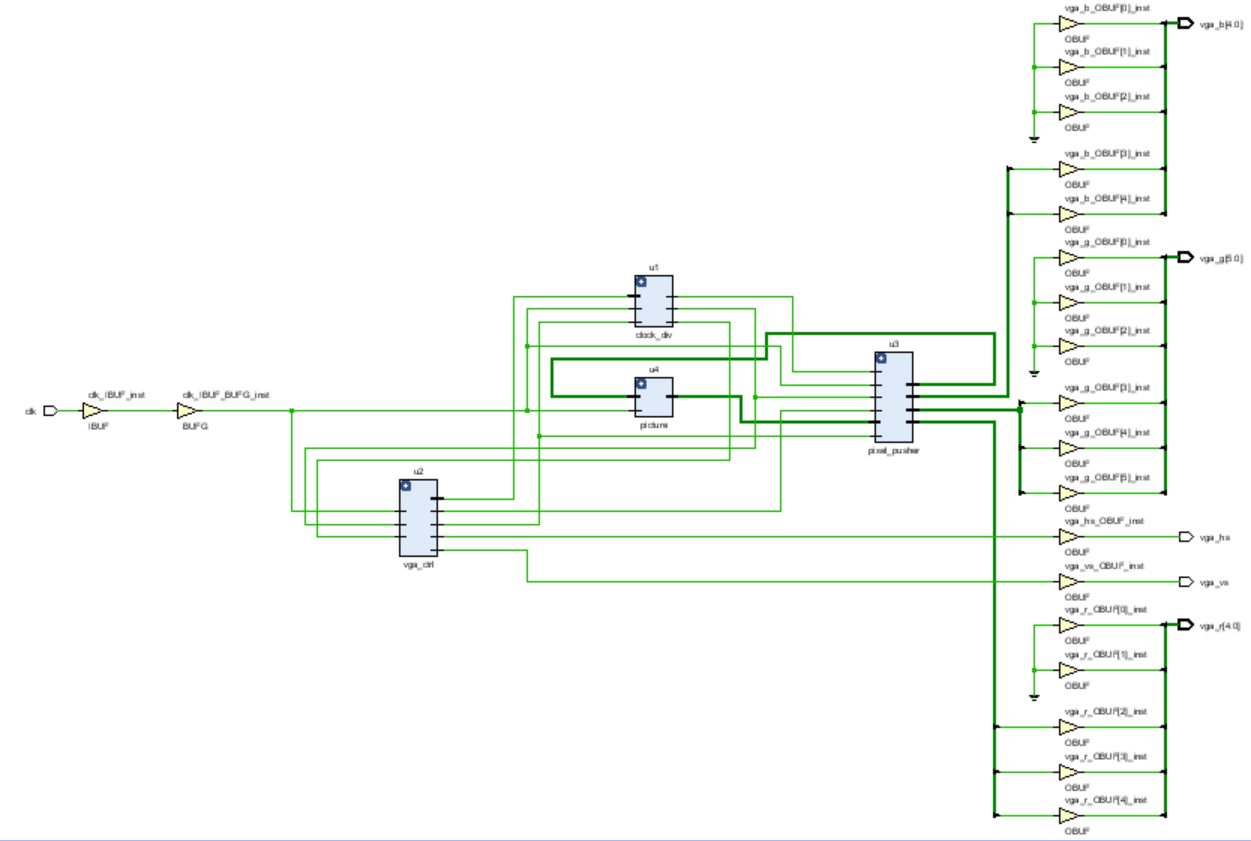 vga_b_OBUF[0]_inst
vga_b[4:0]
OBUF
vga_b_OBUF[1]_inst
OBUF
vga_b_OBUF[2]_inst
OBUF
vga_b_OBUF[3]_inst
OBUF
vga_b_OBUF[4]_inst
OBUF
vga_g_OBUF[0]_inst
vga_g[5:0]
OBUF
vga_g_OBUF[1]_inst
OBUF
vga_g_OBUF[2]_inst
OBUF
vga_g_OBUF[3]_inst
OBUF
vga_g_OBUF[4]_inst
OBUF
vga_g_OBUF[5]_inst
OBUF
u1
clock_div
u3
pixel_pusher
u4
picture
clk
clk_IBUF_inst
IBUF
clk_IBUF_BUFG_inst
BUFG
u2
vga_ctrl
vga_hs_OBUF_inst
vga_hs
OBUF
vga_vs_OBUF_inst
vga_vs
OBUF
vga_r_OBUF[0]_inst
vga_r[4:0]
OBUF
vga_r_OBUF[1]_inst
OBUF
vga_r_OBUF[2]_inst
OBUF
vga_r_OBUF[3]_inst
OBUF
vga_r_OBUF[4]_inst
OBUF